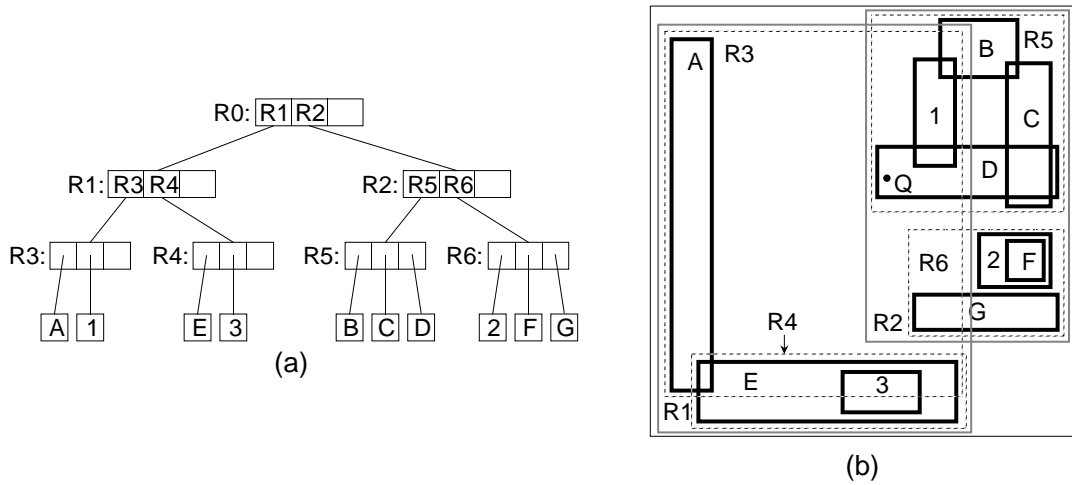 R0: R1 R2
R1: R3 R4
R2: R5 R6
R3:
R4:
R5:
R6:
A 1 E 3 B C D 2 F G
(a)
B
R5
A
R3
1
C
D
Q
R6
2
F
G
R2
R4
E
3
R1
(b)